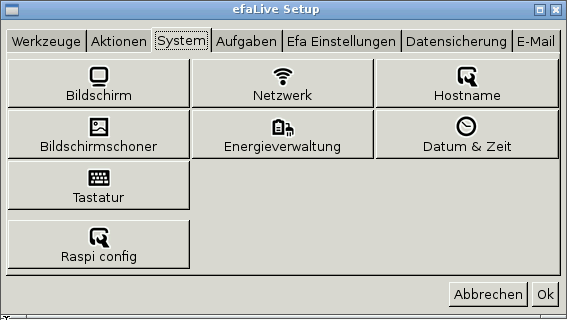 efaLive Setup
Werkzeuge Aktionen System Aufgaben Efa Einstellungen Datensicherung E-Mail
Bildschirm Netzwerk Hostname
Bildschirmschoner Energieverwaltung Datum & Zeit
Tastatur
Raspi config
Abbrechen Ok